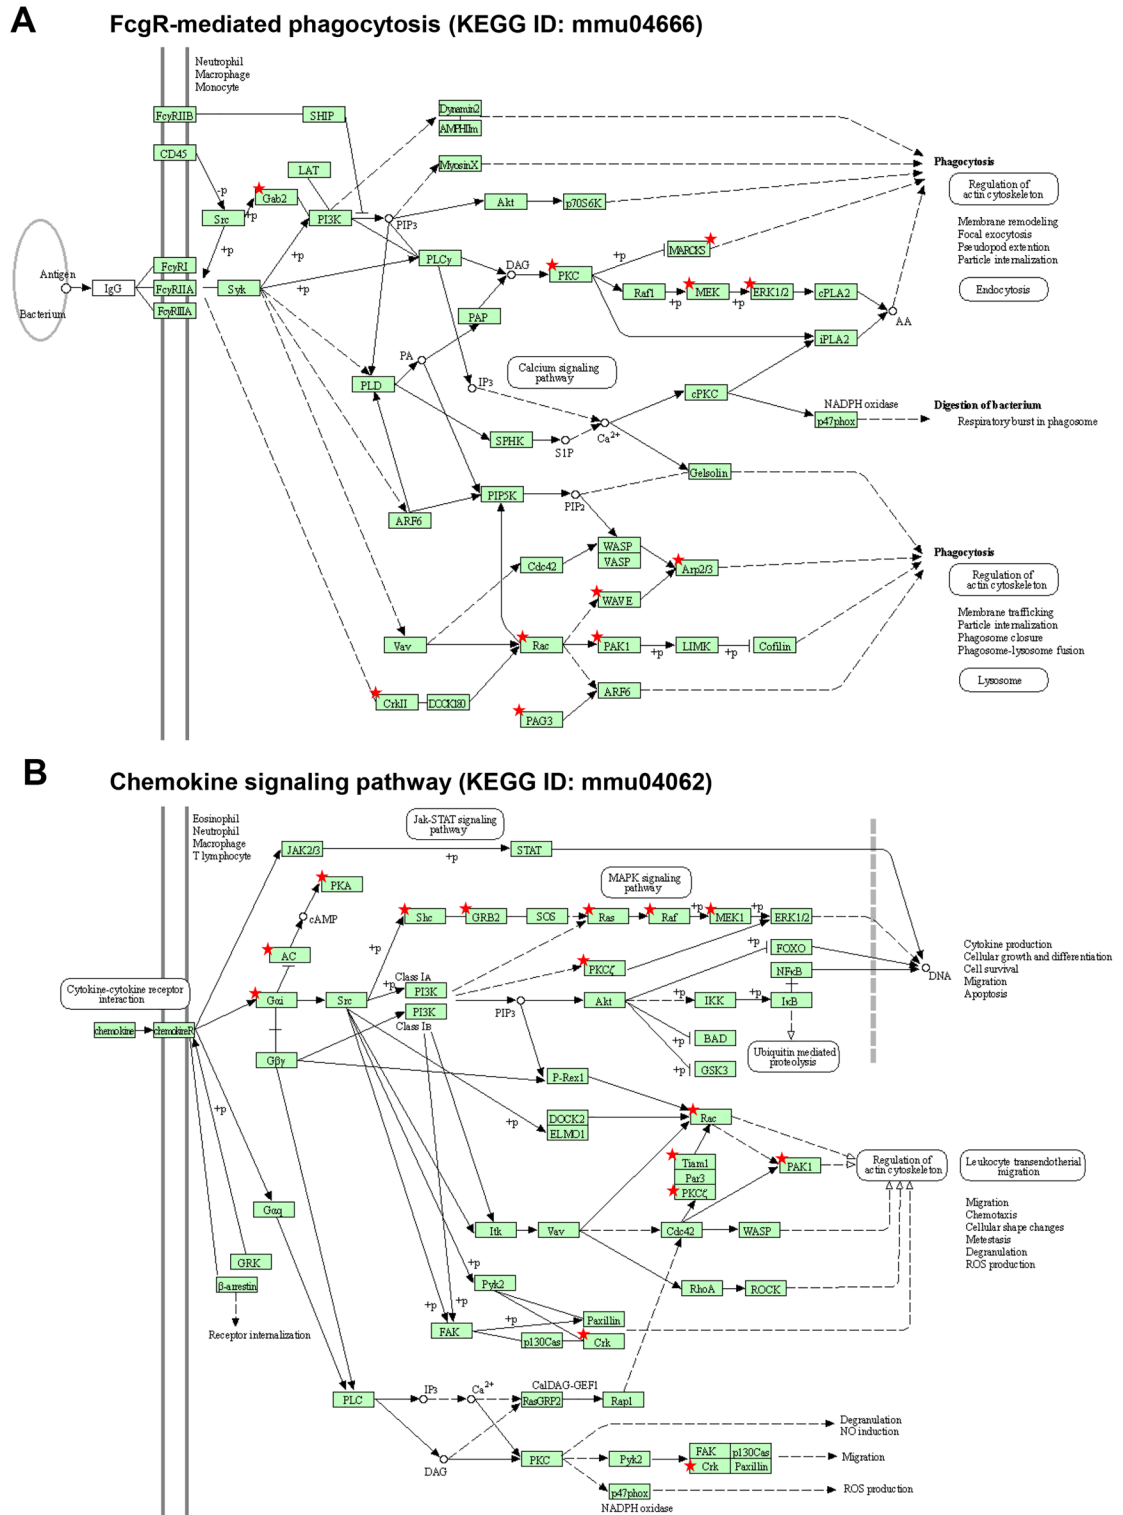 A
FcgR-mediated phagocytosis (KEGG ID: mmu04666)
Neutrophil
Macrophage
Monocyte
FcγRIIB
SHIP
Dynamin2
AMPHIIm
CD45
LAT
MyosinX
Phagocytosis
-p
Gab2
Regulation of
actin cytoskeleton
Src
+p
PI3K
PIP3
Akt
p70S6K
Membrane remodeling
Focal exocytosis
Pseudopod extention
Particle internalization
+p
+p
+p
MARCKS
PLCγ
DAG
PKC
FcγRI
Antigen
IgG
FcγRIIA
Syk
+p
Raf1
+p
MEK
+p
ERK1/2
cPLA2
Endocytosis
Bacterium
FcγRIIIA
PAP
AA
iPLA2
PA
Calcium signaling
pathway
PLD
IP3
cPKC
NADPH oxidase
p47phox
Digestion of bacterium
Respiratory burst in phagosome
SPHK
S1P
Ca2+
Gelsolin
PIP5K
PIP2
ARF6
WASP
VASP
Cdc42
Arp2/3
Phagocytosis
Regulation of
actin cytoskeleton
WAVE
Membrane trafficking
Particle internalization
Phagosome closure
Phagosome-lysosome fusion
Vav
Rac
PAK1
+p
LIMK
+p
Cofilin
Lysosome
CrkII
DOCK180
ARF6
PAG3
B
Chemokine signaling pathway (KEGG ID: mmu04062)
Eosinophil
Neutrophil
Macrophage
T lymphocyte
Jak-STAT signaling
pathway
JAK2/3
+p
STAT
PKA
MAPK signaling
pathway
cAMP
Shc
GRB2
SOS
Ras
Raf
+p
MEK1
+p
ERK1/2
AC
+p
+p
FOXO
Cytokine production
Cellular growth and differentiation
Cell survival
Migration
Apoptosis
PKCζ
NFκB
DNA
Cytokine-cytokine receptor
interaction
Class IA
+p
PI3K
Gαi
Src
PI3K
Class IB
PIP3
Akt
+p
IKK
+p
IκB
chemokine
chemokineR
+p
BAD
Ubiquitin mediated
proteolysis
Gβγ
+p
GSK3
P-Rex1
+p
+p
DOCK2
ELMO1
Rac
Tiam1
Par3
PKCζ
PAK1
Regulation of
actin cytoskeleton
Leukocyte transendotherial
migration
Gαq
Itk
Vav
Cdc42
WASP
Migration
Chemotaxis
Cellular shape changes
Metestasis
Degranulation
ROS production
GRK
β-arrestin
+p
Pyk2
RhoA
ROCK
+p
+p
+p
Paxillin
Receptor internalization
FAK
p130Cas
Crk
PLC
IP3
Ca2+
CalDAG-GEF1
RasGRP2
Rap1
Degranulation
NO induction
DAG
PKC
Pyk2
FAK
p130Cas
Crk
Paxillin
Migration
p47phox
NADPH oxidase
ROS production